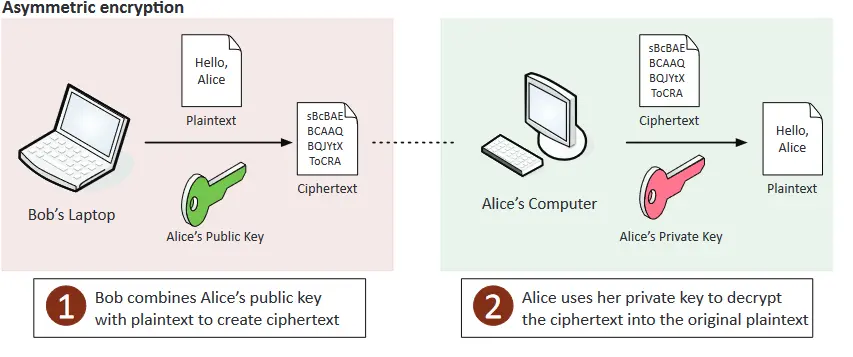 Asymmetric encryption
Hello,
Alice
Plaintext
sBcBAE
BCAAQ
BQJYtX
ToCRA
Ciphertext
Bob's Laptop
Alice's Public Key
sBcBAE
BCAAQ
BQJYtX
ToCRA
Ciphertext
Hello,
Alice
Plaintext
Alice's Computer
Alice's Private Key
1
Bob combines Alice's public key
with plaintext to create ciphertext
2
Alice uses her private key to decrypt
the ciphertext into the original plaintext